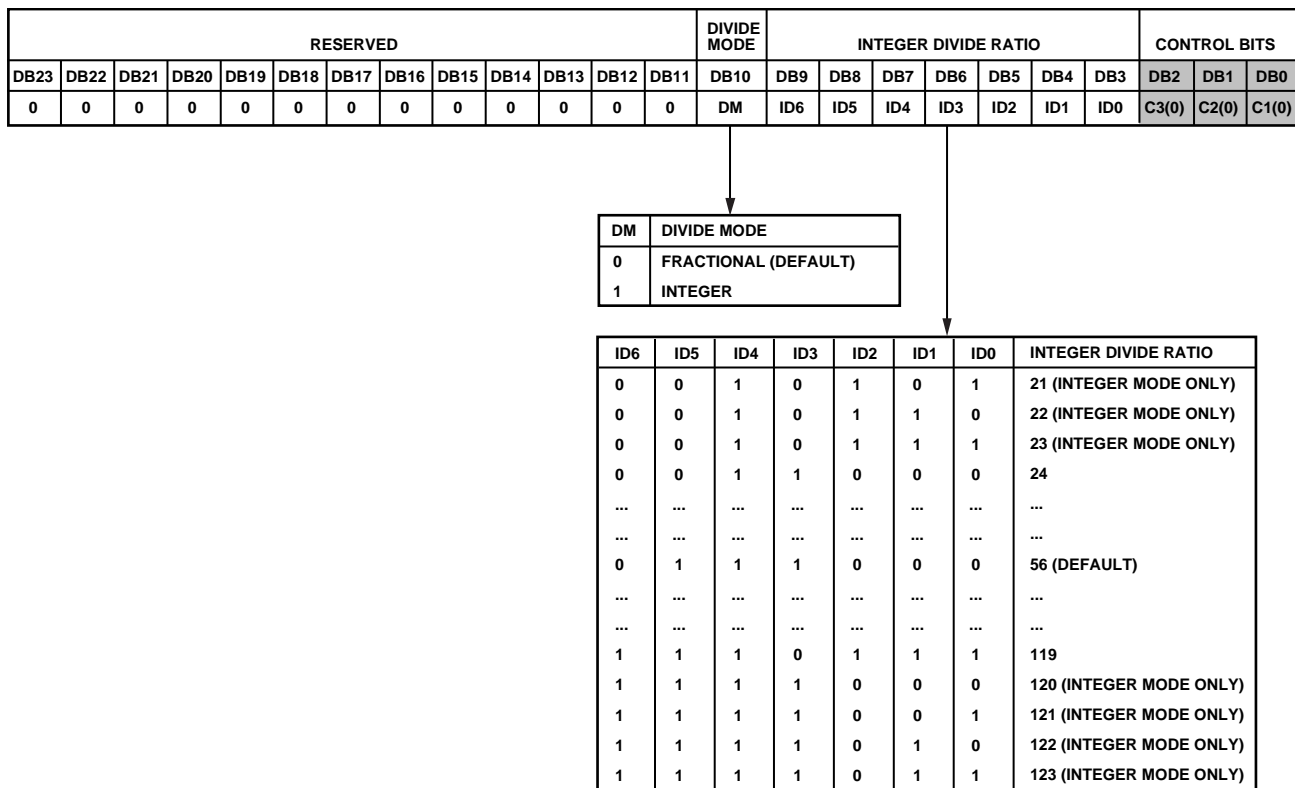 RESERVED DIVIDE MODE INTEGER DIVIDE RATIO CONTROL BITS
DB23 DB22 DB21 DB20 DB19 DB18 DB17 DB16 DB15 DB14 DB13 DB12 DB11 DB10 DB9 DB8 DB7 DB6 DB5 DB4 DB3 DB2 DB1 DB0
0 0 0 0 0 0 0 0 0 0 0 0 0 DM ID6 ID5 ID4 ID3 ID2 ID1 ID0 C3(0) C2(0) C1(0)
DM DIVIDE MODE
0 FRACTIONAL (DEFAULT)
1 INTEGER
ID6 ID5 ID4 ID3 ID2 ID1 ID0 INTEGER DIVIDE RATIO
0 0 1 0 1 0 1 21 (INTEGER MODE ONLY)
0 0 1 0 1 1 0 22 (INTEGER MODE ONLY)
0 0 1 0 1 1 1 23 (INTEGER MODE ONLY)
0 0 1 1 0 0 0 24
... ... ... ... ... ... ... ...
... ... ... ... ... ... ... ...
0 1 1 1 0 0 0 56 (DEFAULT)
... ... ... ... ... ... ... ...
... ... ... ... ... ... ... ...
1 1 1 0 1 1 1 119
1 1 1 1 0 0 0 120 (INTEGER MODE ONLY)
1 1 1 1 0 0 1 121 (INTEGER MODE ONLY)
1 1 1 1 0 1 0 122 (INTEGER MODE ONLY)
1 1 1 1 0 1 1 123 (INTEGER MODE ONLY)